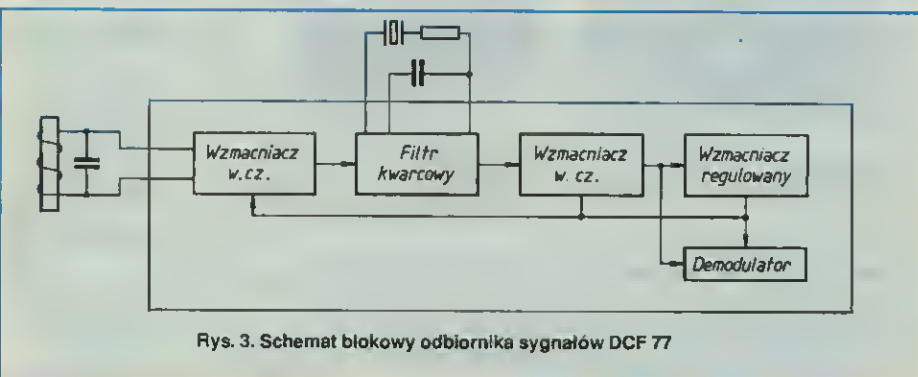 Wzmacniacz
w.cz.
Filtr
kwarcowy
Wzmacniacz
w. cz.
Wzmacniacz
regulowany
Demodulator
Rys. 3. Schemat blokowy odbiornika sygnałów DCF 77